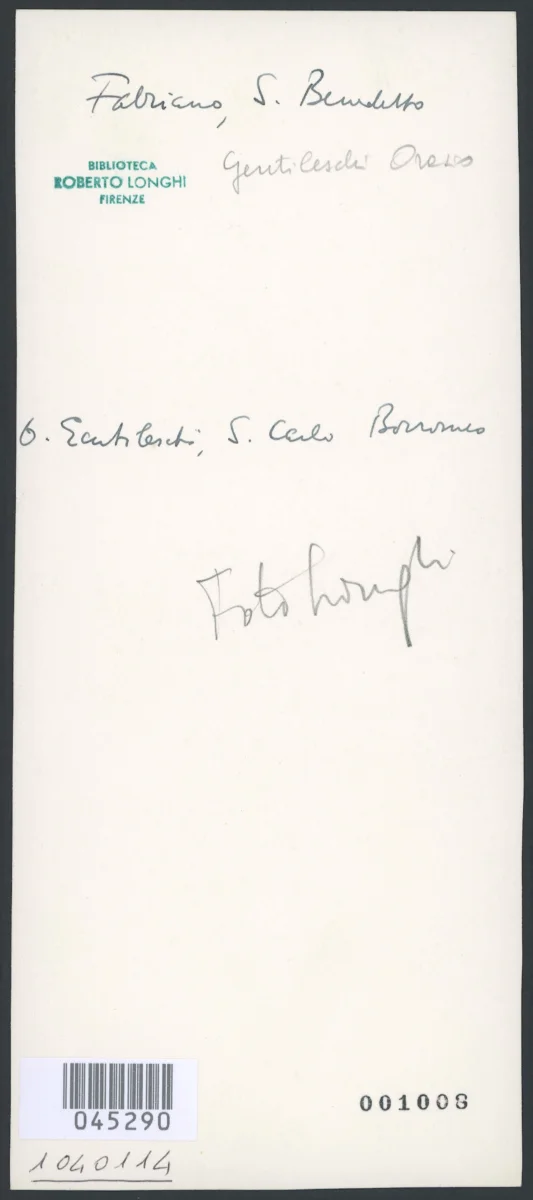 Fabriano, S. Benedetto
BIBLIOTECA
ROBERTO LONGHI
FIRENZE
Gentileschi Orazio
O. Gentileschi, S. Carlo Borromeo
Foto Longhi
045290
001008
1040114